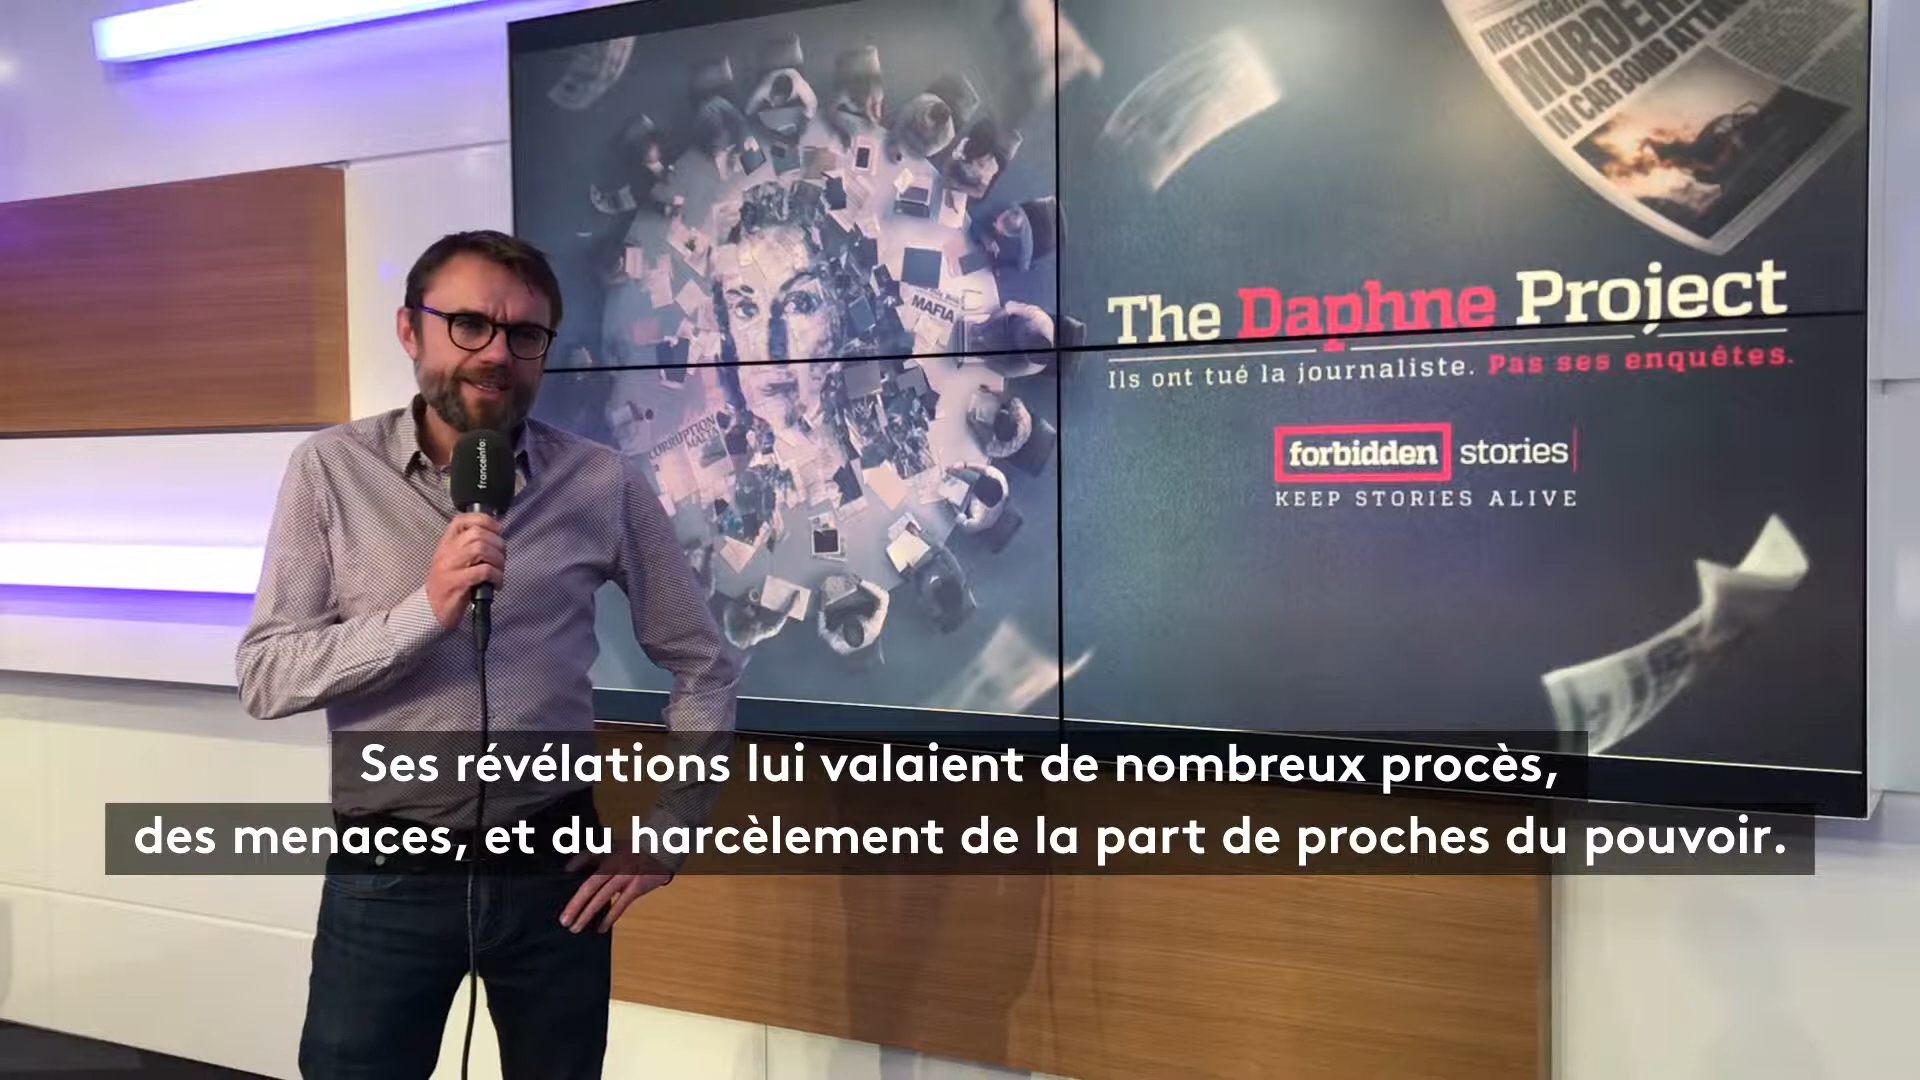 INVESTIGATI
MURDER
IN CAR BOMB ATTA
MAFIA
CORRUPTION
MALTA
The Daphne Project
Ils ont tué la journaliste. Pas ses enquêtes.
forbidden stories
KEEP STORIES ALIVE
franceinfo:
Ses révélations lui valaient de nombreux procès,
des menaces, et du harcèlement de la part de proches du pouvoir.